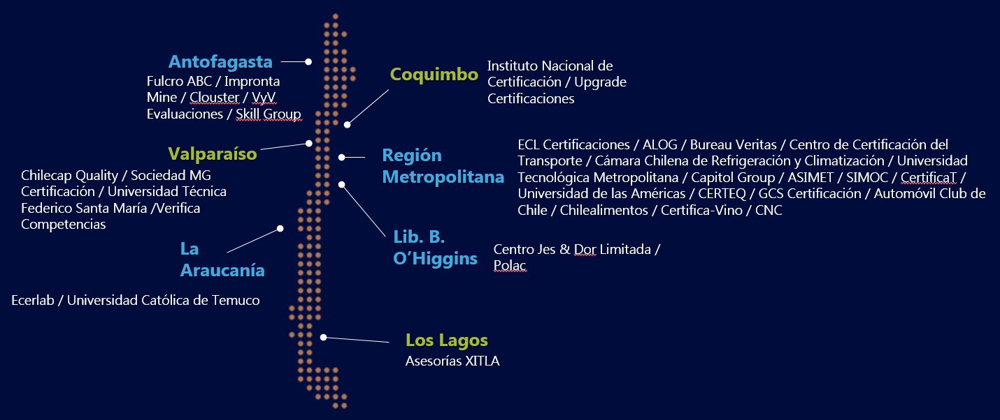 Antofagasta
Fulcro ABC / Impronta
Mine / Clouster / VyV
Evaluaciones / Skill Group
Coquimbo
Instituto Nacional de
Certificación / Upgrade
Certificaciones
Valparaíso
Chilecap Quality / Sociedad MG
Certificación / Universidad Técnica
Federico Santa María /Verifica
Competencias
Región
Metropolitana
ECL Certificaciones / ALOG / Bureau Veritas / Centro de Certificación del
Transporte / Cámara Chilena de Refrigeración y Climatización / Universidad
Tecnológica Metropolitana / Capitol Group / ASIMET / SIMOC / CertificaT /
Universidad de las Américas / CERTEQ / GCS Certificación / Automóvil Club de
Chile / Chilealimentos / Certifica-Vino / CNC
La
Araucanía
Ecerlab / Universidad Católica de Temuco
Lib. B.
O’Higgins
Centro Jes & Dor Limitada /
Polac
Los Lagos
Asesorías XITLA